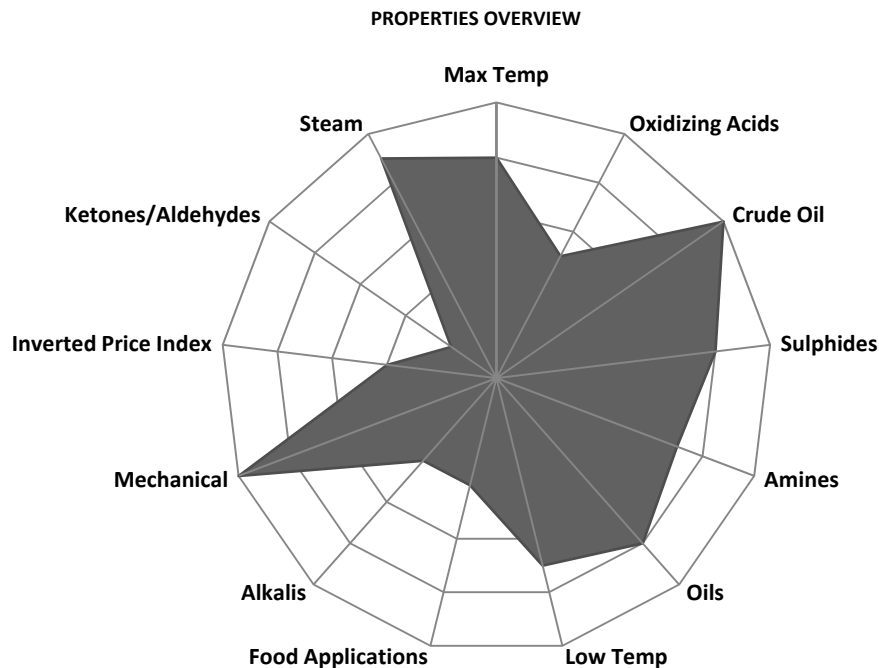 PROPERTIES OVERVIEW
Max Temp
Steam
Oxidizing Acids
Ketones/Aldehydes
Crude Oil
Inverted Price Index
Sulphides
Mechanical
Amines
Alkalis
Oils
Food Applications
Low Temp